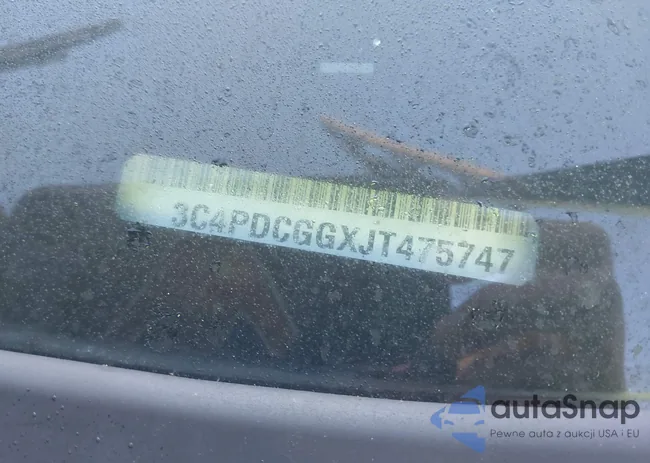 3C4PDCGGXJT475747
autaSnap
Pewne auta z aukcji USA i EU